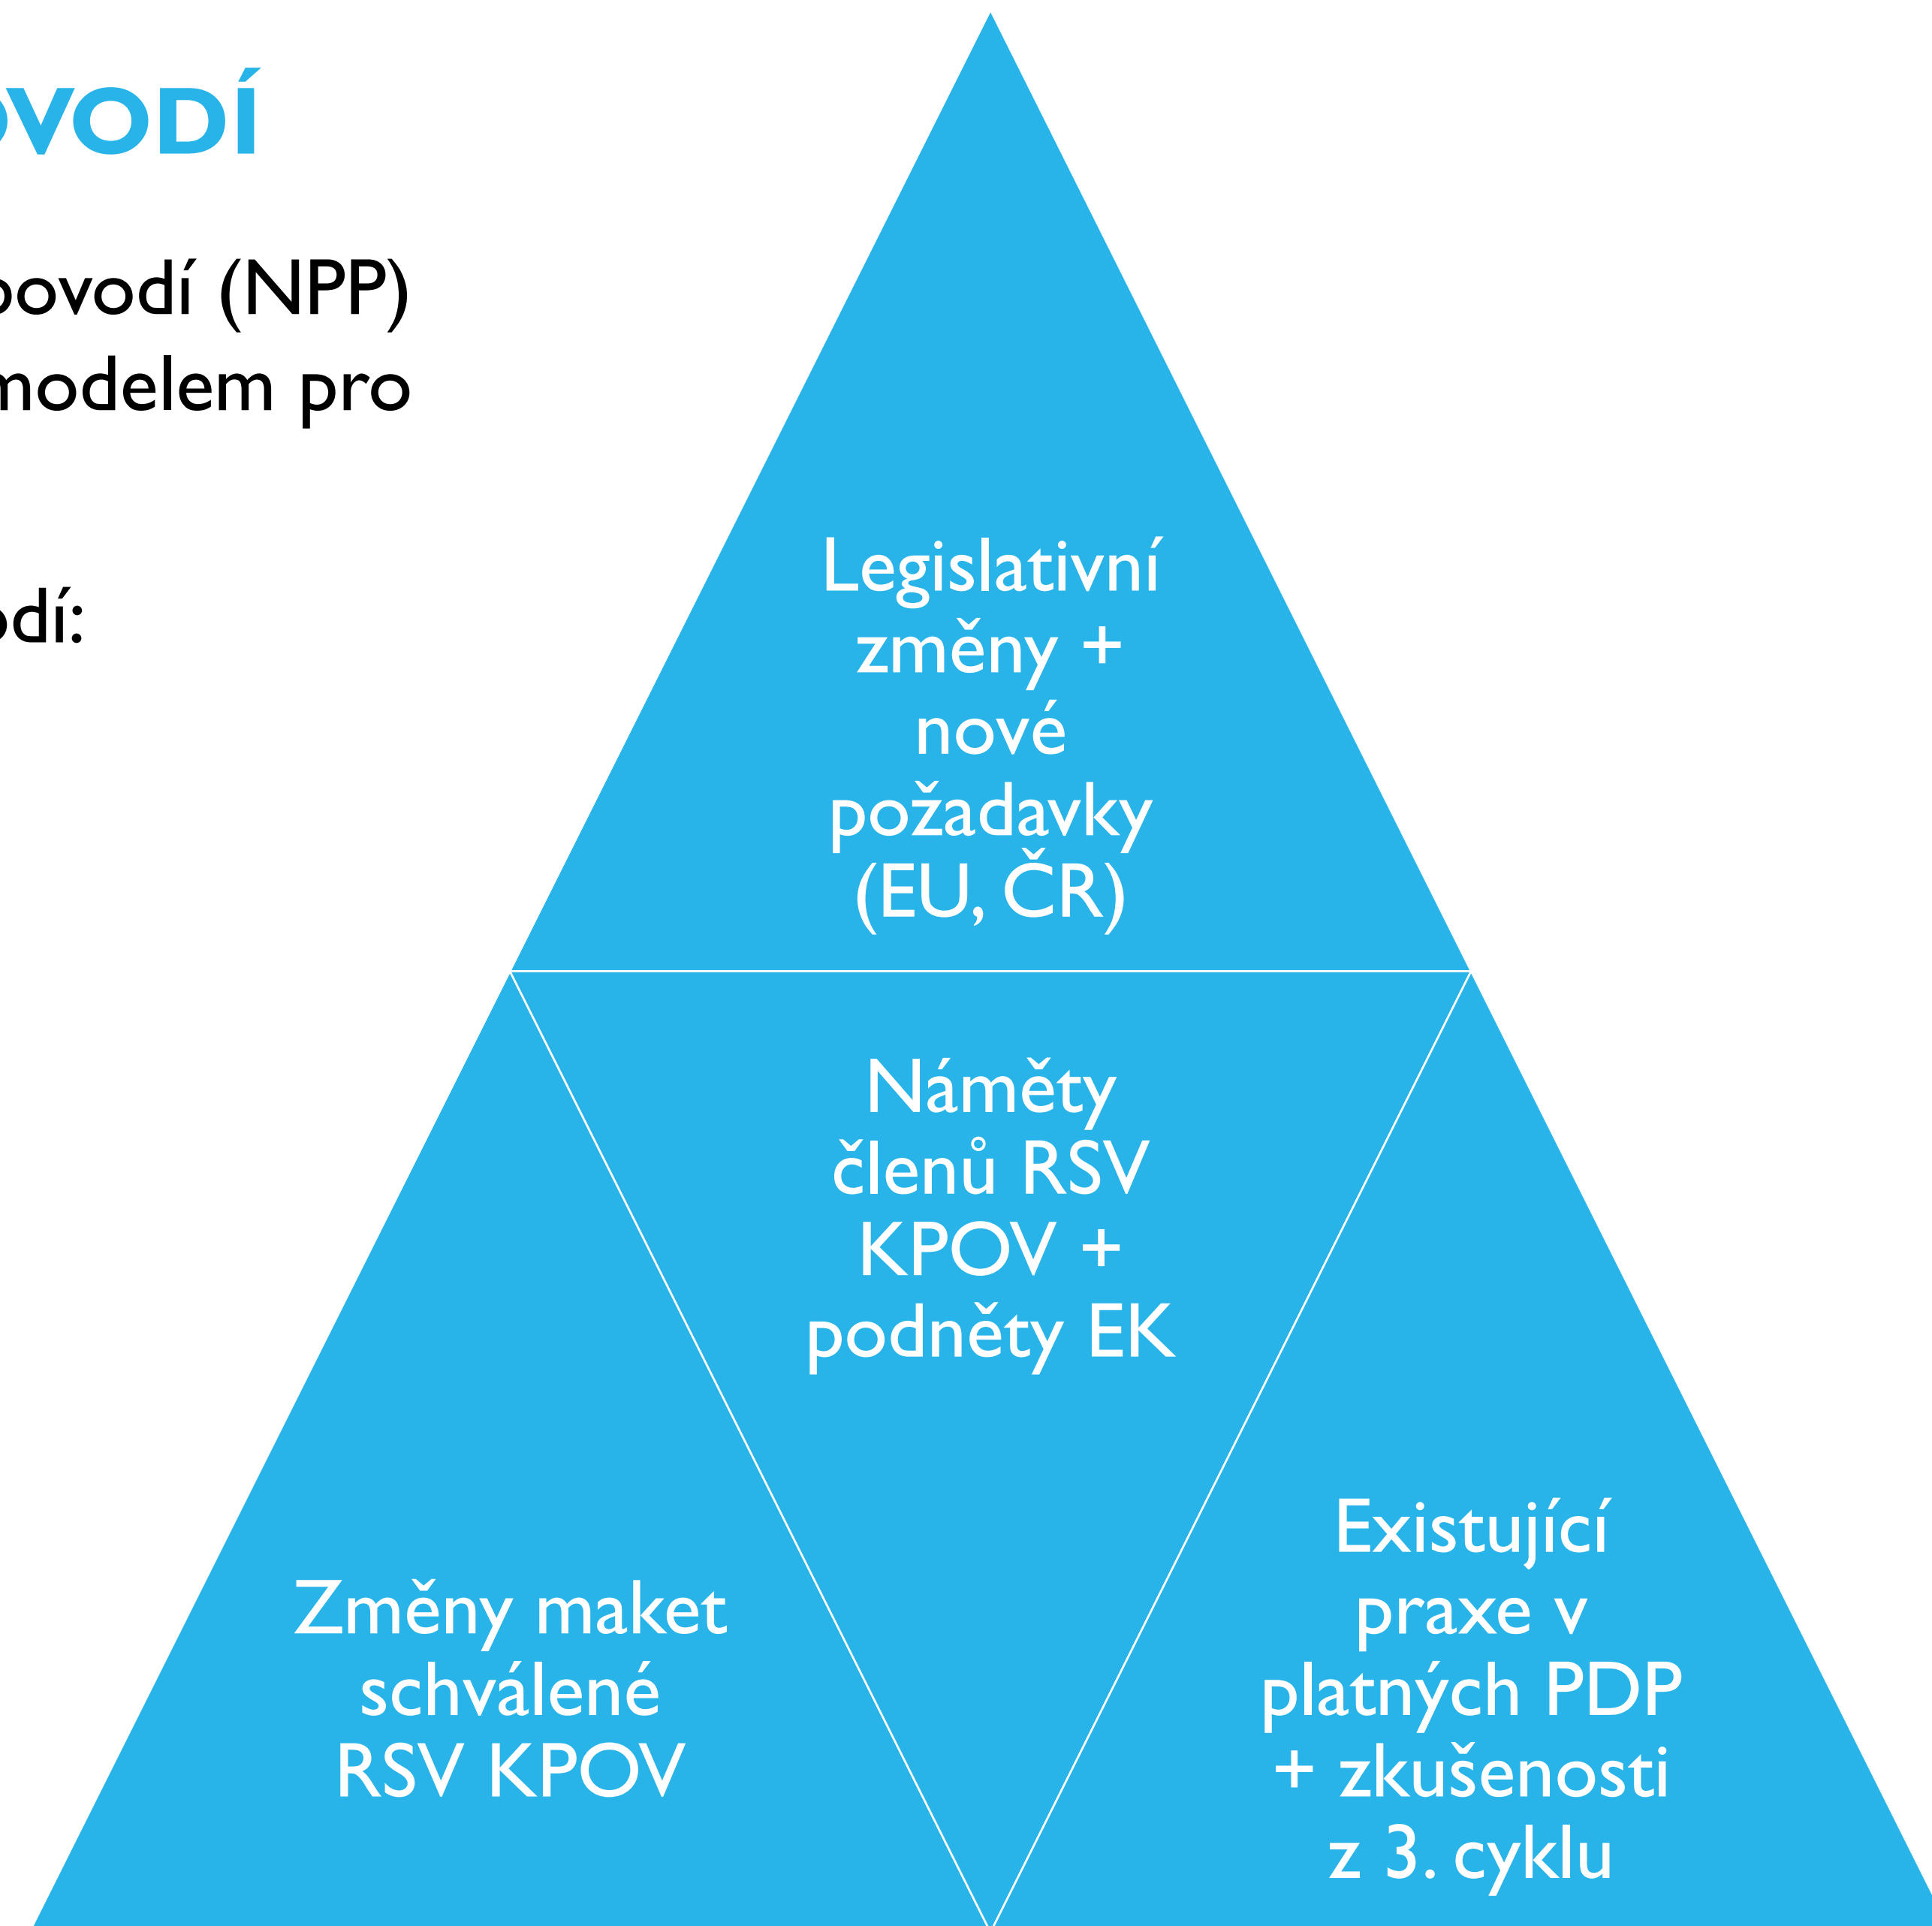 OVODÍ
povodí (NPP)
modelem pro
odí:
Legislativní
změny +
nové
požadavky
(EU, ČR)
Náměty
členů RSV
KPOV +
podněty EK
Změny maket
schválené
RSV KPOV
Existující
praxe v
platných PDP
+ zkušenosti
z 3. cyklu